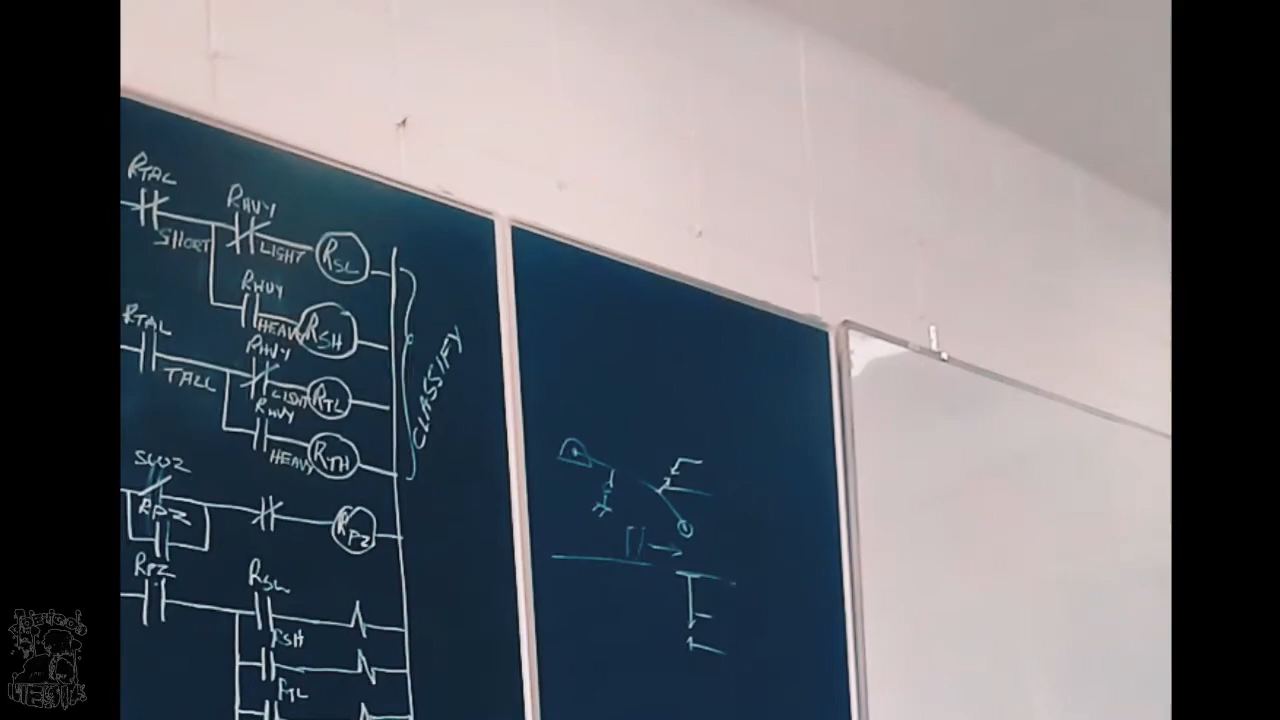 RTAL
RHVY
SHORT
LIGHT
RSL
RHVY
HEAVY
RSH
RTAL
RHVY
TALL
LIGHT
RTL
RHVY
HEAVY
RTH
CLASSIFY
SW2
RPZ
RPZ
RPZ
RSL
RSH
RTL